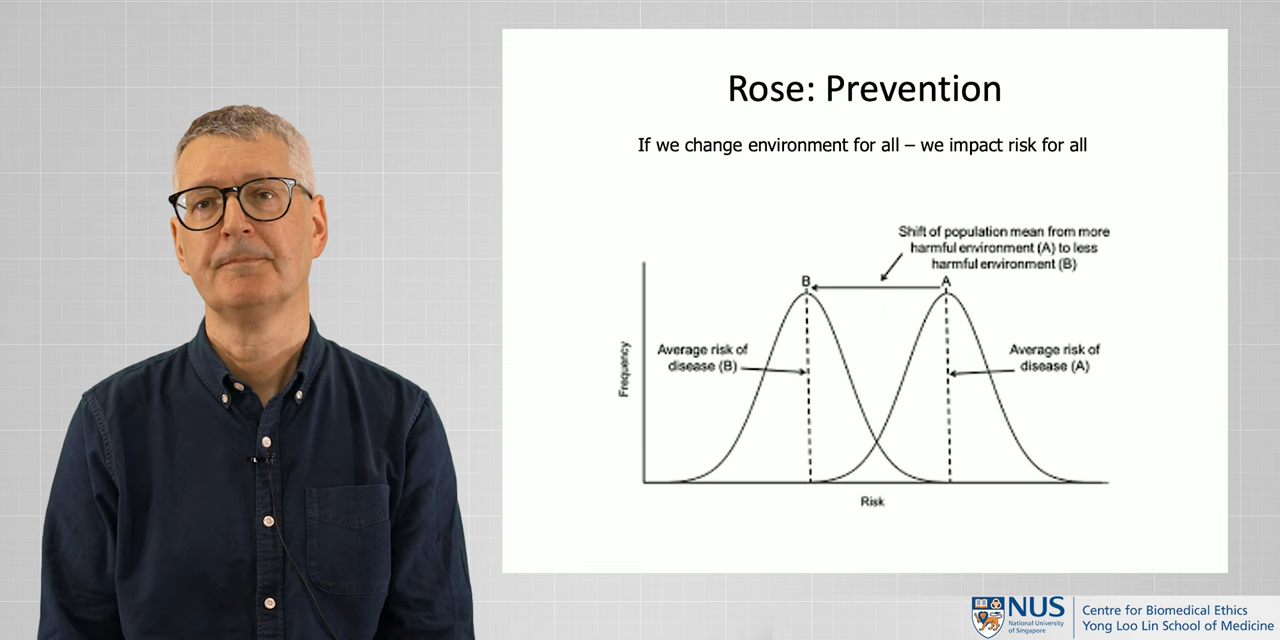 Rose: Prevention
If we change environment for all – we impact risk for all
Shift of population mean from more
harmful environment (A) to less
harmful environment (B)
B
A
Average risk of
disease (B)
Average risk of
disease (A)
Frequency
Risk
NUS
National University
of Singapore
Centre for Biomedical Ethics
Yong Loo Lin School of Medicine